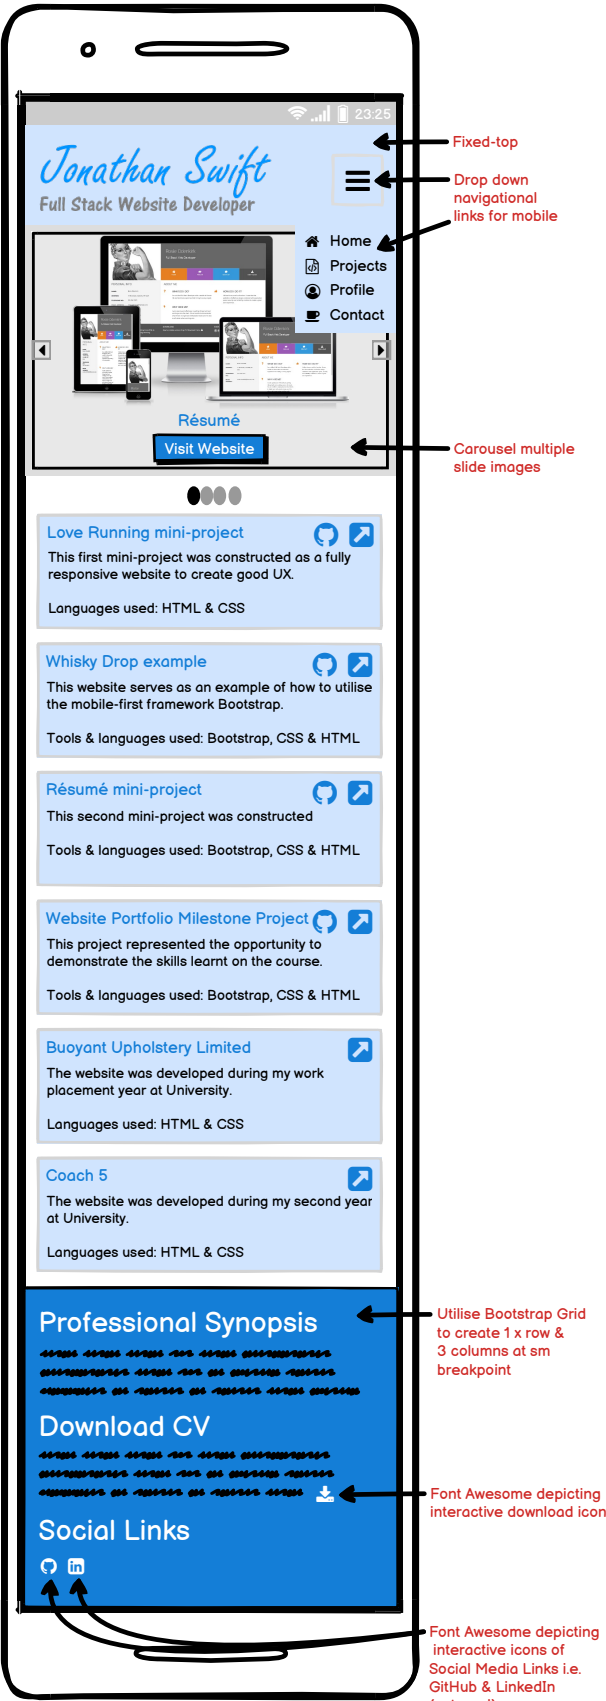 23:25
Fixed-top
Jonathan Swift
Full Stack Website Developer
Drop down
navigational
links for mobile
Home
Projects
Profile
Contact
Résumé
Visit Website
Carousel multiple
slide images
Love Running mini-project
This first mini-project was constructed as a fully
responsive website to create good UX.
Languages used: HTML & CSS
Whisky Drop example
This website serves as an example of how to utilise
the mobile-first framework Bootstrap.
Tools & languages used: Bootstrap, CSS & HTML
Résumé mini-project
This second mini-project was constructed
Tools & languages used: Bootstrap, CSS & HTML
Website Portfolio Milestone Project
This project represented the opportunity to
demonstrate the skills learnt on the course.
Tools & languages used: Bootstrap, CSS & HTML
Buoyant Upholstery Limited
The website was developed during my work
placement year at University.
Languages used: HTML & CSS
Coach 5
The website was developed during my second year
at University.
Languages used: HTML & CSS
Professional Synopsis
Utilise Bootstrap Grid
to create 1 x row &
3 columns at sm
breakpoint
Download CV
Font Awesome depicting
interactive download icon
Social Links
in
Font Awesome depicting
interactive icons of
Social Media Links i.e.
GitHub & LinkedIn